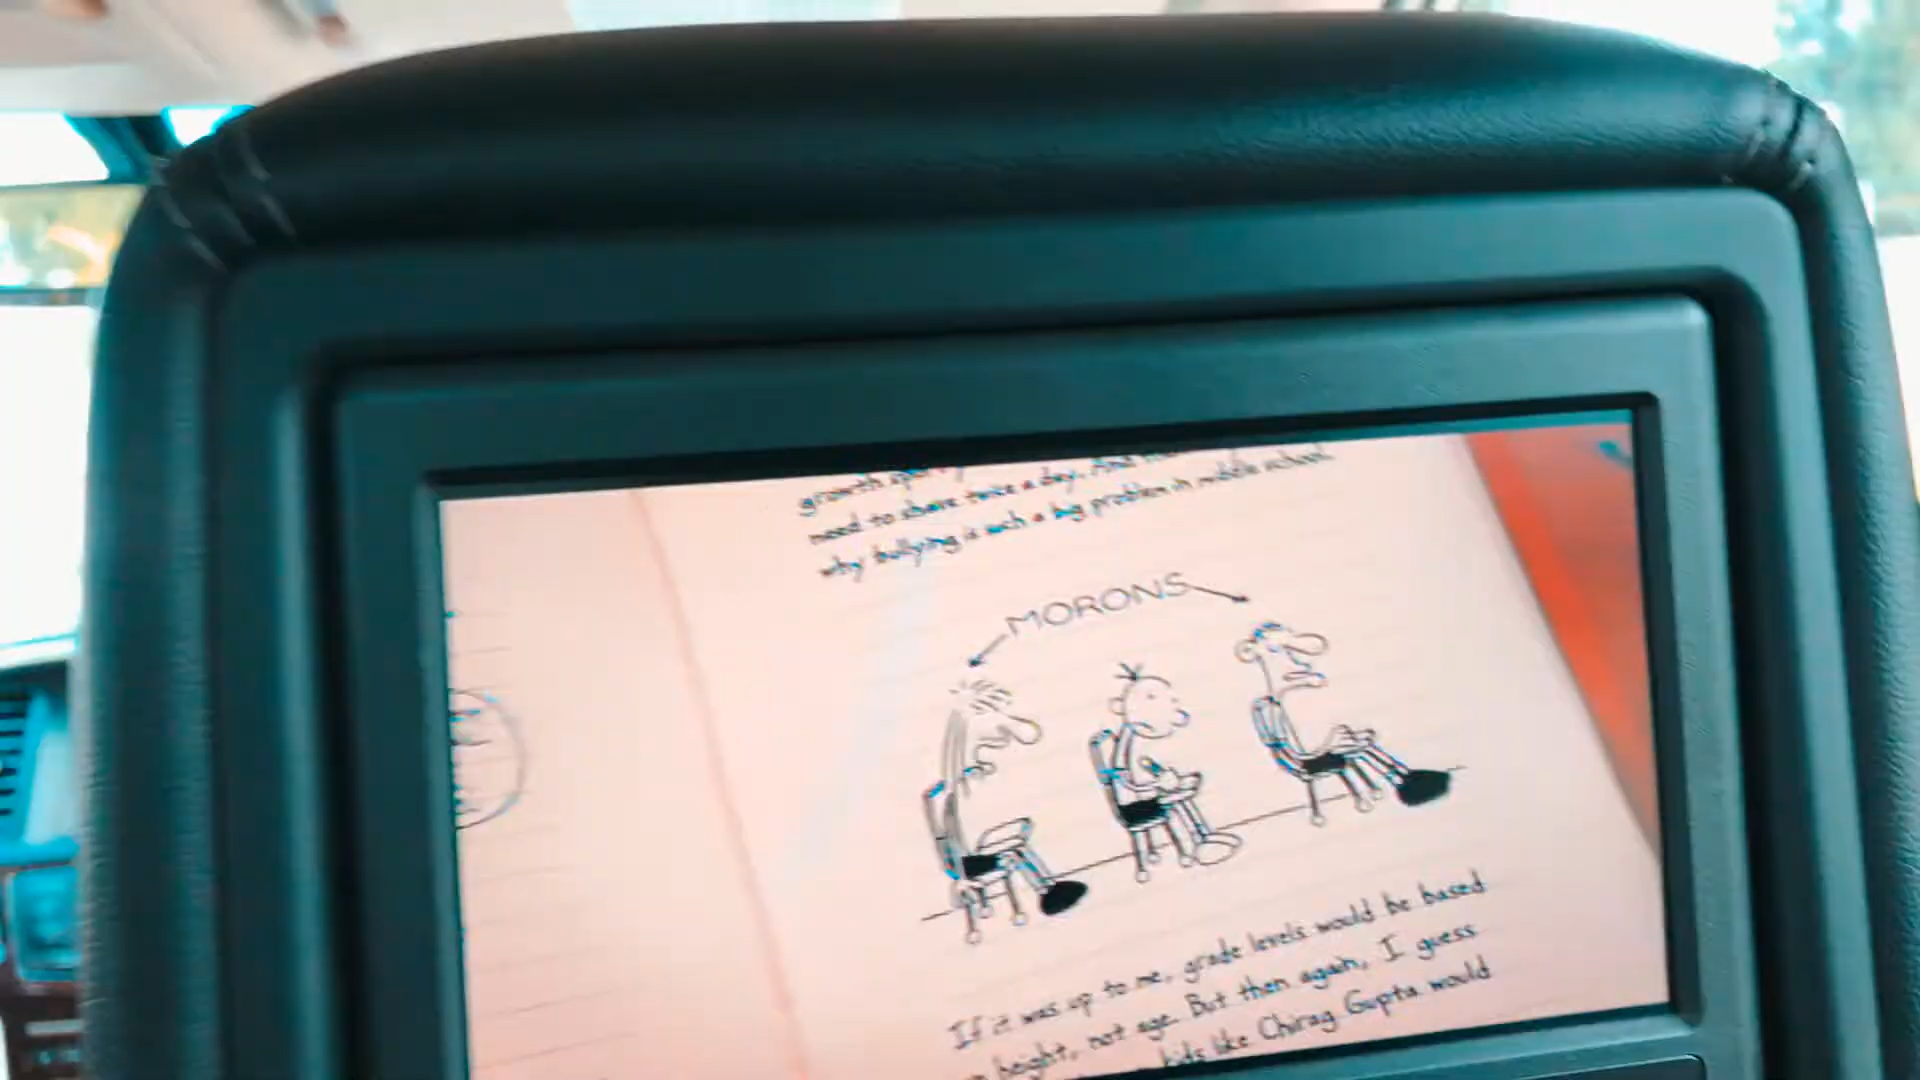 growth
need to shave twice a day. And
why bullying is such a big problem in middle school.
MORONS
If it was up to me, grade levels would be based
height, not age. But then again, I guess
kids like Chirag Gupta would